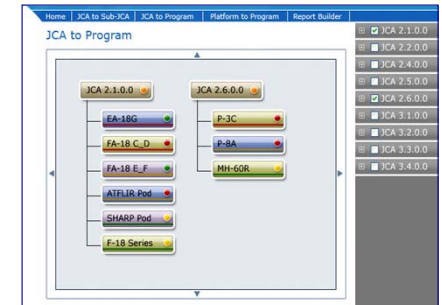 Home JCA to Sub-JCA JCA to Program Platform to Program Report Builder
JCA to Program
JCA 2.1.0.0
EA-18G
FA-18 C_D
FA-18 E_F
ATFLIR Pod
SHARP Pod
F-18 Series
JCA 2.6.0.0
P-3C
P-8A
MH-60R
JCA 2.1.0.0
JCA 2.2.0.0
JCA 2.4.0.0
JCA 2.5.0.0
JCA 2.6.0.0
JCA 3.1.0.0
JCA 3.2.0.0
JCA 3.3.0.0
JCA 3.4.0.0